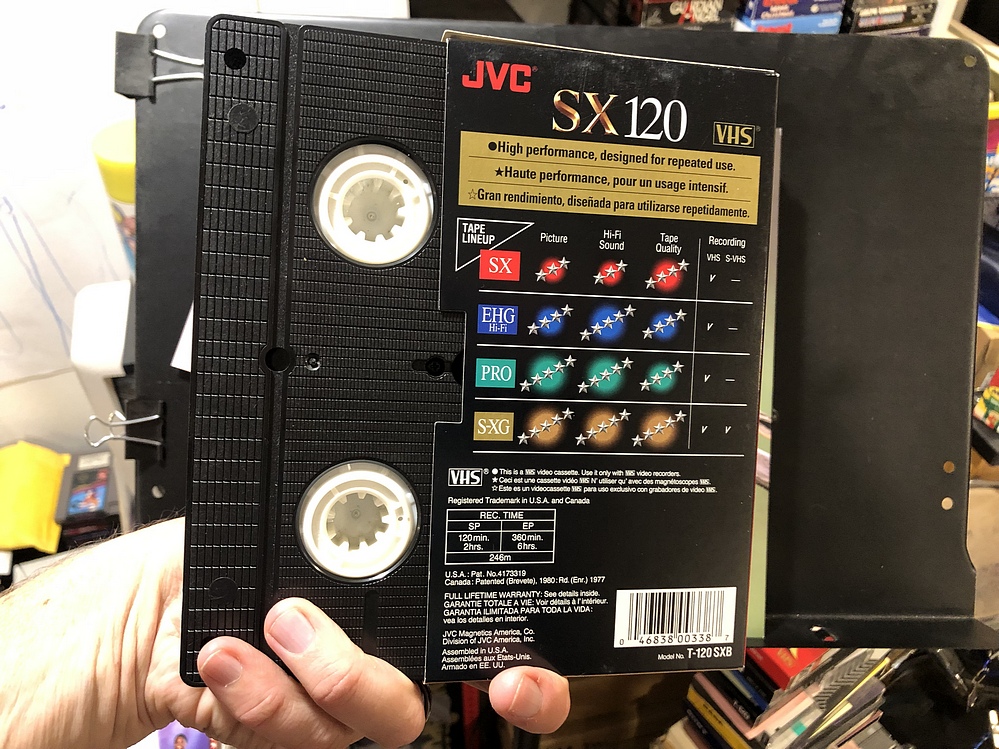 JVC®
SX 120
VHS®
●High performance, designed for repeated use.
★Haute performance, pour un usage intensif.
☆Gran rendimiento, diseñada para utilizarse repetidamente.
TAPE LINEUP
Picture
Hi-Fi Sound
Tape Quality
Recording
VHS S-VHS
SX
EHG
Hi-Fi
PRO
S-XG
VHS®
● This is a VHS video cassette. Use it only with VHS video recorders.
★ Ceci est une cassette vidéo VHS N' utiliser qu' avec des magnétoscopes VHS.
☆ Este es un videocassette VHS para uso exclusivo con grabadores de video VHS.
Registered Trademark in U.S.A. and Canada
REC. TIME
SP EP
120min. 360min.
2hrs. 6hrs.
246m
U.S.A.: Pat. No.4173319
Canada: Patented (Brevete), 1980: Rd. (Enr.) 1977
FULL LIFETIME WARRANTY: See details inside.
GARANTIE TOTALE A VIE: Voir détails à l'intérieur.
GARANTIA ILIMITADA PARA TODA LA VIDA:
vea los detalles en interior.
JVC Magnetics America, Co.
Division of JVC America, Inc.
Assembled in U.S.A.
Assemblées aux Etats-Unis.
Armado en EE. UU.
0 46838 00338 7
Model No. T-120 SXB